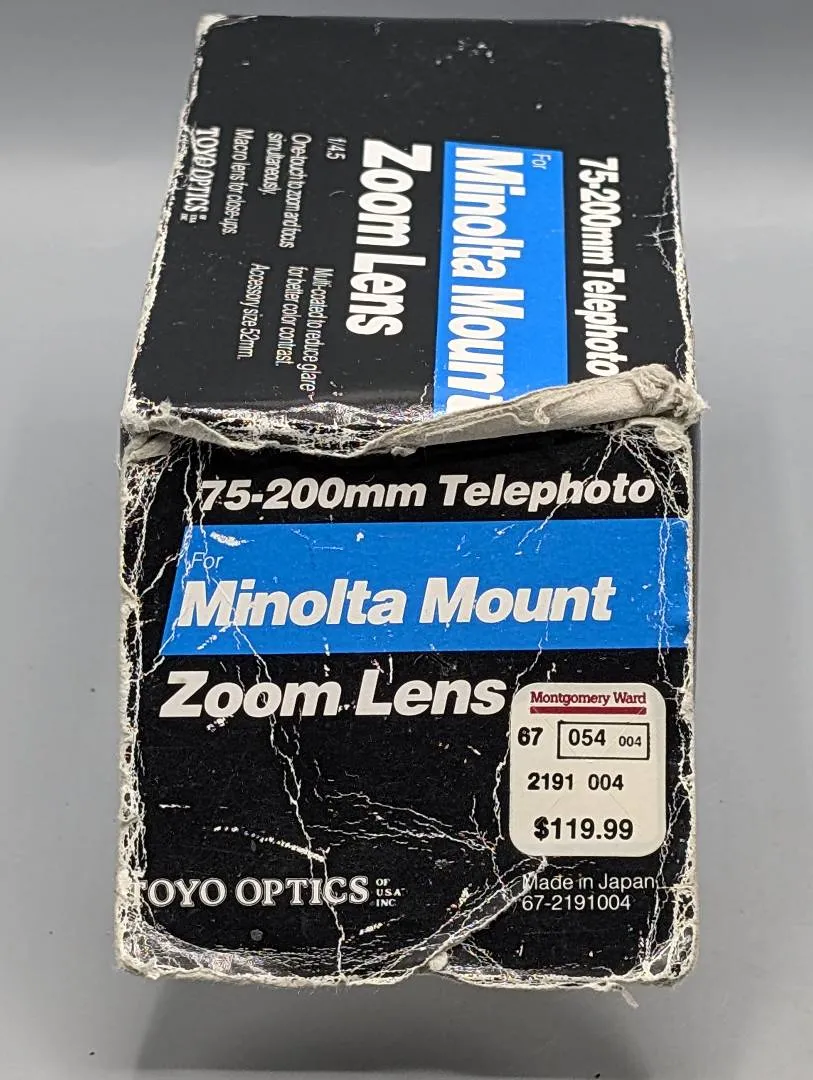 75-200mm Telephoto
For
Minolta Mount
Zoom Lens
f/4.5
One-touch to zoom and focus
simultaneously.
Macro lens for close-ups.
Multi-coated to reduce glare
for better color contrast.
Accessory size 52mm.
TOYO OPTICS OF USA INC
75-200mm Telephoto
For
Minolta Mount
Zoom Lens
Montgomery Ward
67 054 004
2191 004
$119.99
TOYO OPTICS OF U.S.A. INC
Made in Japan
67-2191004